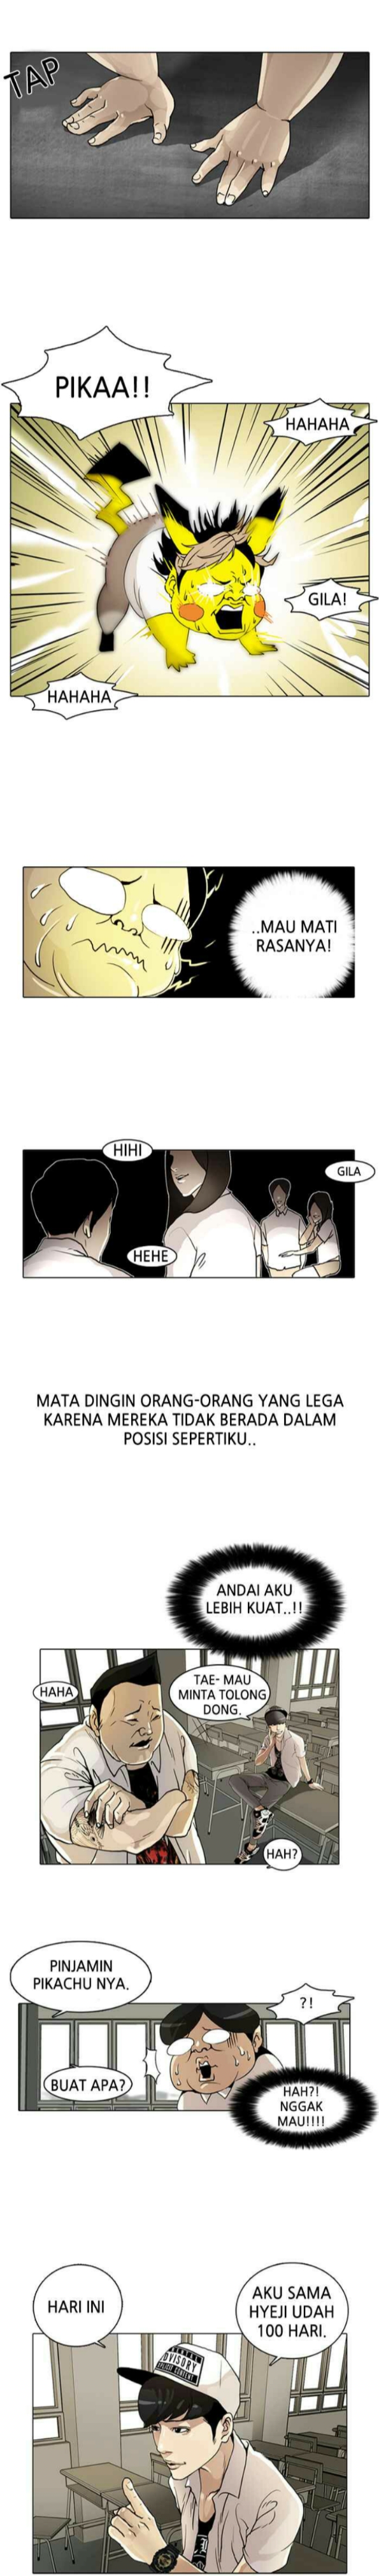 TAP
PIKAA!!
HAHAHA
GILA!
HAHAHA
..MAU MATI
RASANYA!
HIHI
GILA
HEHE
MATA DINGIN ORANG-ORANG YANG LEGA
KARENA MEREKA TIDAK BERADA DALAM
POSISI SEPERTIKU..
ANDAI AKU
LEBIH KUAT..!!
HAHA
TAE- MAU
MINTA TOLONG
DONG.
HAH?
PINJAMIN
PIKACHU NYA.
?!
BUAT APA?
HAH?!
NGGAK
MAU!!!!
HARI INI
AKU SAMA
HYEJI UDAH
100 HARI.
ADVISORY